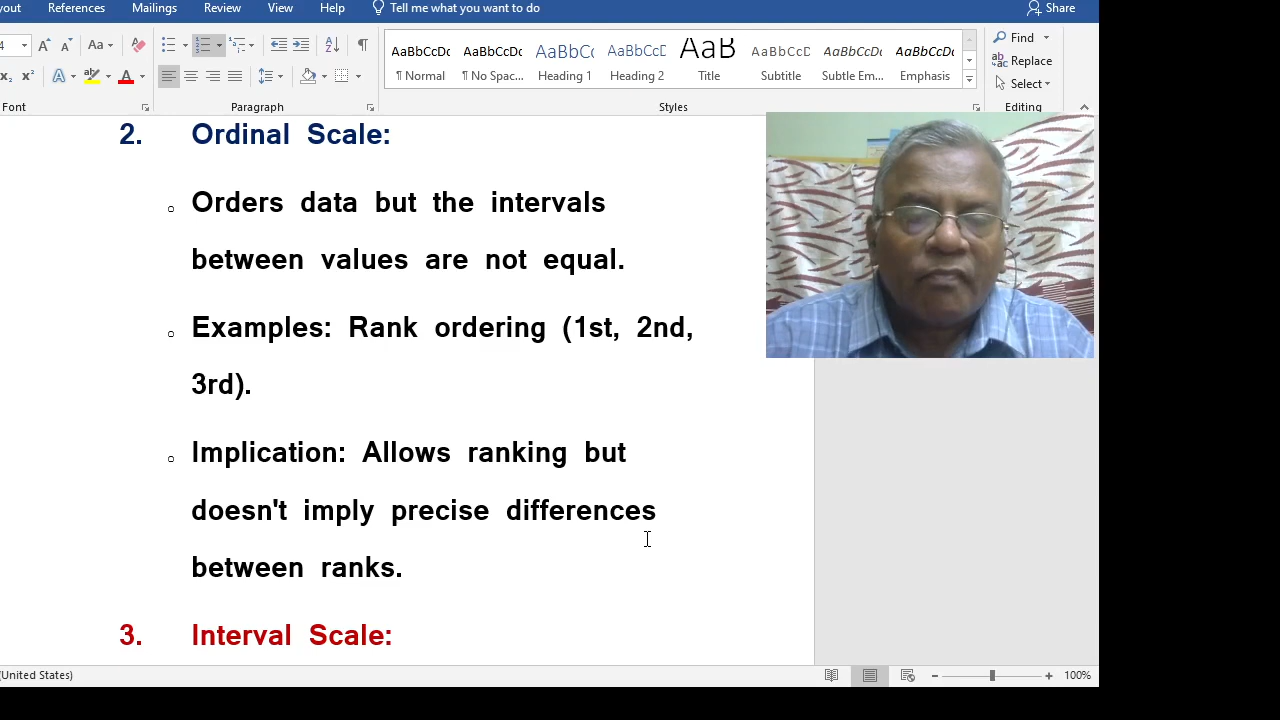 yout References Mailings Review View Help Tell me what you want to do Share
4 Aa Find
AaBbCcDc AaBbCcDc AaBbCc AaBbCcD AaB AaBbCcD AaBbCcDc AaBbCcDc
Replace
¶ Normal ¶ No Spac... Heading 1 Heading 2 Title Subtitle Subtle Em... Emphasis
Select
Font Paragraph Styles Editing
2. Ordinal Scale:
Orders data but the intervals
between values are not equal.
Examples: Rank ordering (1st, 2nd,
3rd).
Implication: Allows ranking but
doesn't imply precise differences
between ranks.
3. Interval Scale:
(United States) 100%